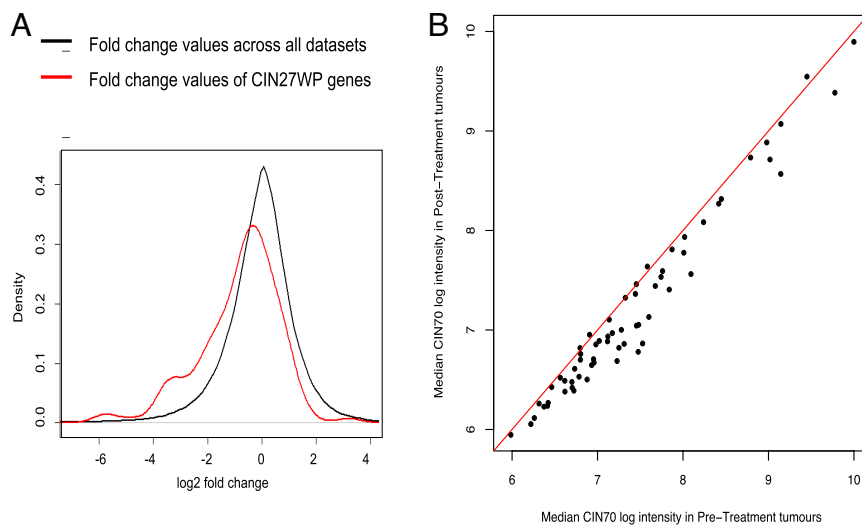 A
Fold change values across all datasets
Fold change values of CIN27WP genes
Density
0.0
0.1
0.2
0.3
0.4
-6
-4
-2
0
2
4
log2 fold change
B
Median CIN70 log intensity in Post−Treatment tumours
10
9
8
7
6
6
7
8
9
10
Median CIN70 log intensity in Pre−Treatment tumours